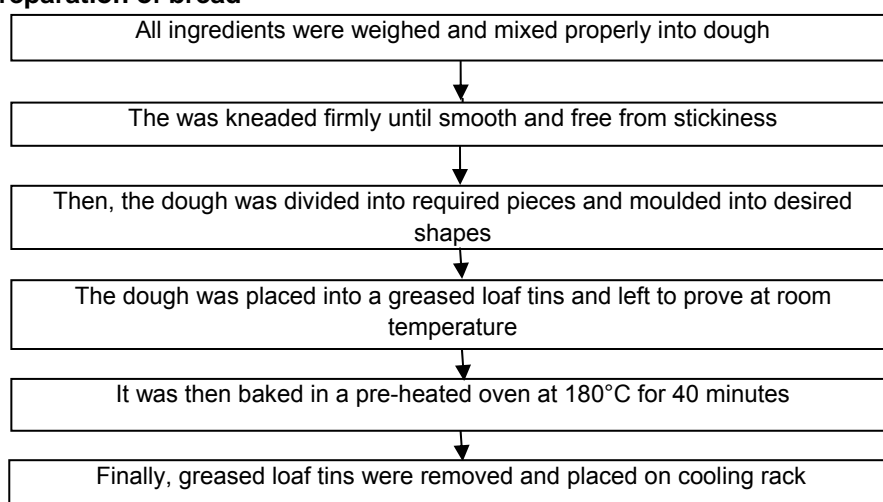 All ingredients were weighed and mixed properly into dough
The was kneaded firmly until smooth and free from stickiness
Then, the dough was divided into required pieces and moulded into desired
shapes
The dough was placed into a greased loaf tins and left to prove at room
temperature
It was then baked in a pre-heated oven at 180°C for 40 minutes
Finally, greased loaf tins were removed and placed on cooling rack